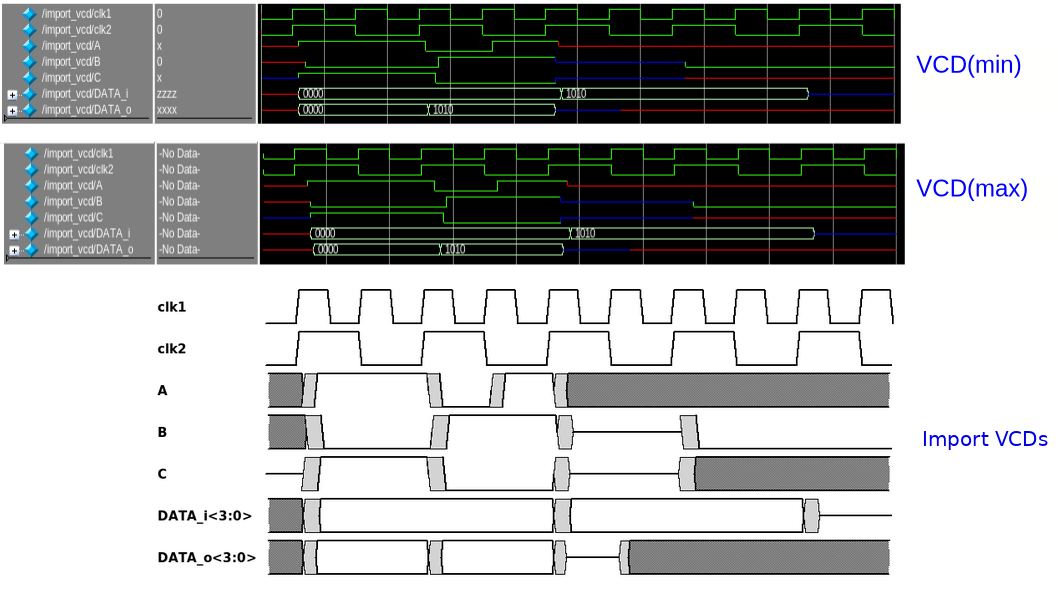 /import_vcd/clk1 0
/import_vcd/clk2 0
/import_vcd/A x
/import_vcd/B 0
/import_vcd/C x
/import_vcd/DATA_i zzzz 0000 1010
/import_vcd/DATA_o xxxx 0000 1010
VCD(min)
/import_vcd/clk1 -No Data-
/import_vcd/clk2 -No Data-
/import_vcd/A -No Data-
/import_vcd/B -No Data-
/import_vcd/C -No Data-
/import_vcd/DATA_i -No Data- 0000 1010
/import_vcd/DATA_o -No Data- 0000 1010
VCD(max)
clk1
clk2
A
B
C
DATA_i<3:0>
DATA_o<3:0>
Import VCDs